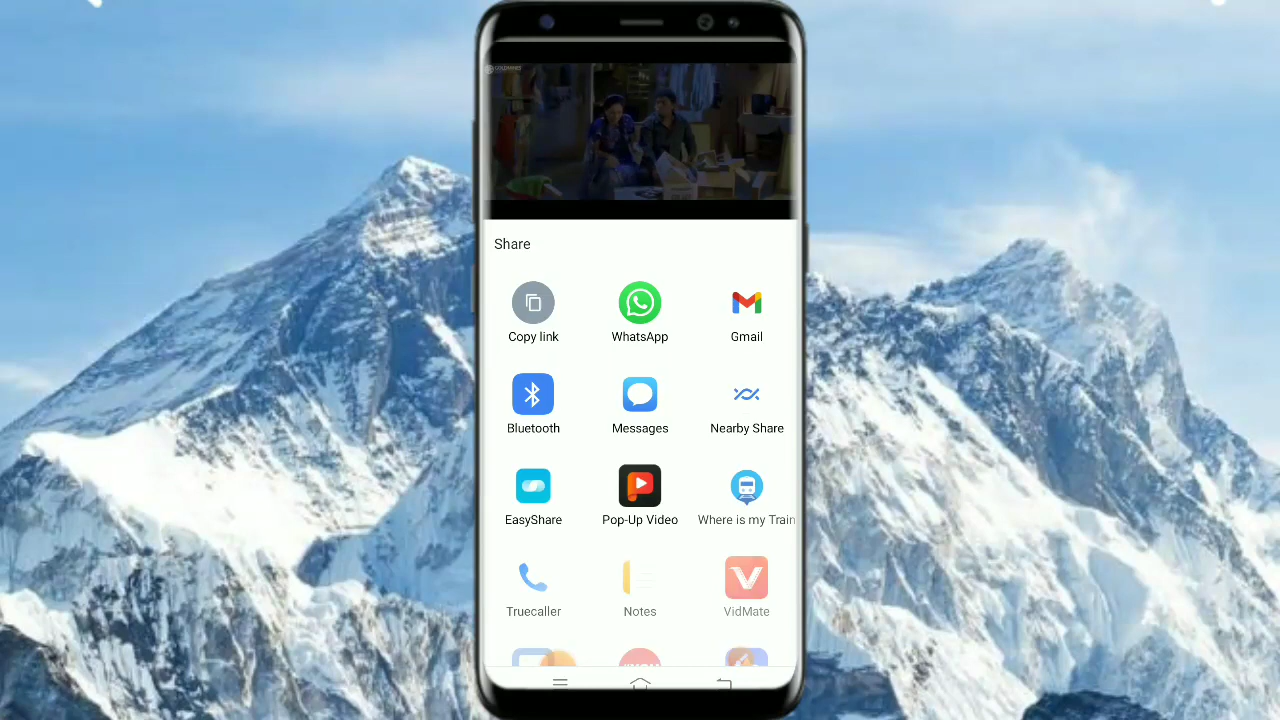 Share
Copy link
WhatsApp
Gmail
Bluetooth
Messages
Nearby Share
EasyShare
Pop-Up Video
Where is my Train
Truecaller
Notes
VidMate